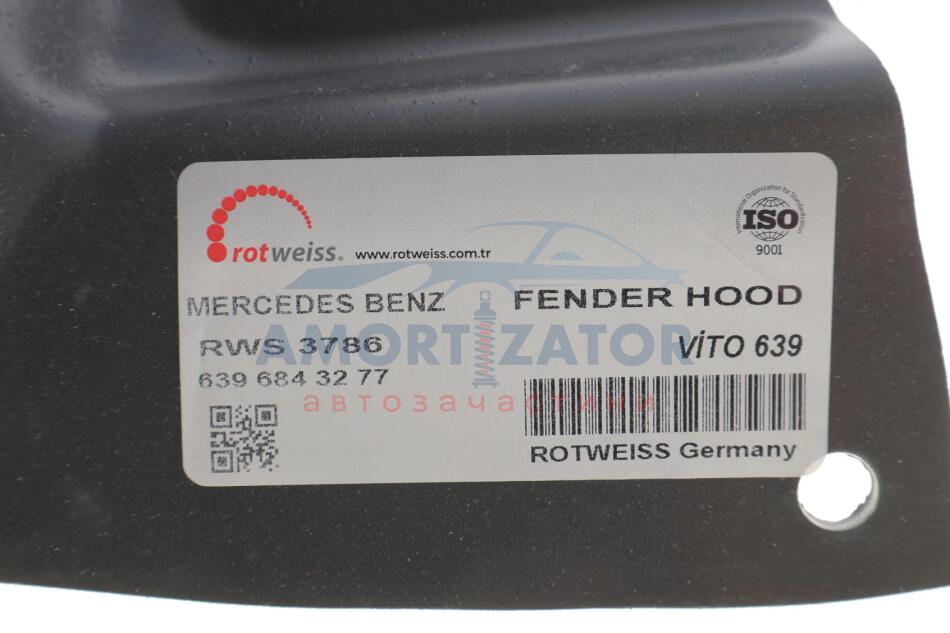 rotweiss®
www.rotweiss.com.tr
International Organization for Standardization
ISO
9001
MERCEDES BENZ
FENDER HOOD
RWS 3786
VİTO 639
639 684 32 77
ROTWEISS Germany
AMORTIZATOR
автозапчастини